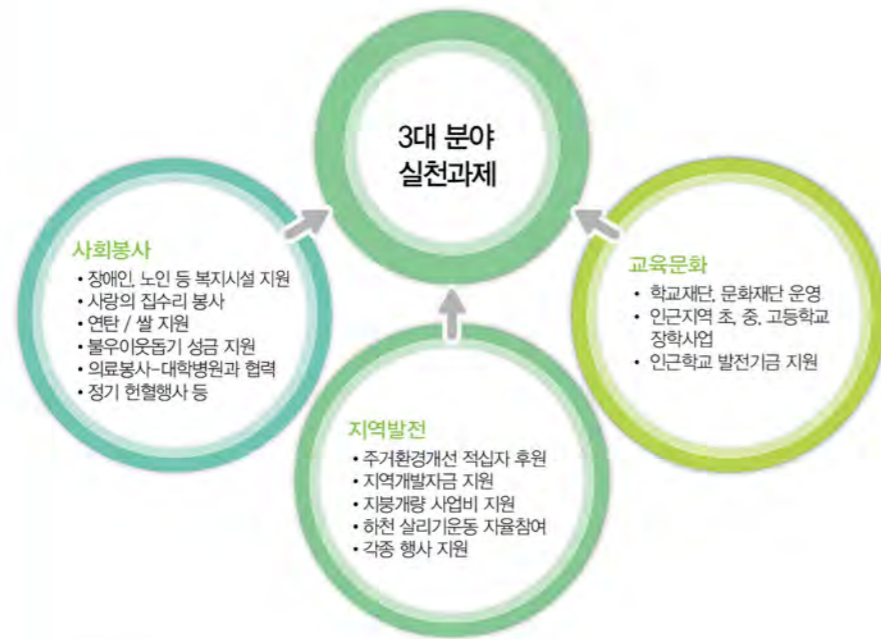 3대 분야
실천과제
사회봉사
• 장애인, 노인 등 복지시설 지원
• 사랑의 집수리 봉사
• 연탄 / 쌀 지원
• 불우이웃돕기 성금 지원
• 의료봉사-대학병원과 협력
• 정기 헌혈행사 등
지역발전
• 주거환경개선 적십자 후원
• 지역개발자금 지원
• 지붕개량 사업비 지원
• 하천 살리기운동 자율참여
• 각종 행사 지원
교육문화
• 학교재단, 문화재단 운영
• 인근지역 초, 중, 고등학교
장학사업
• 인근학교 발전기금 지원